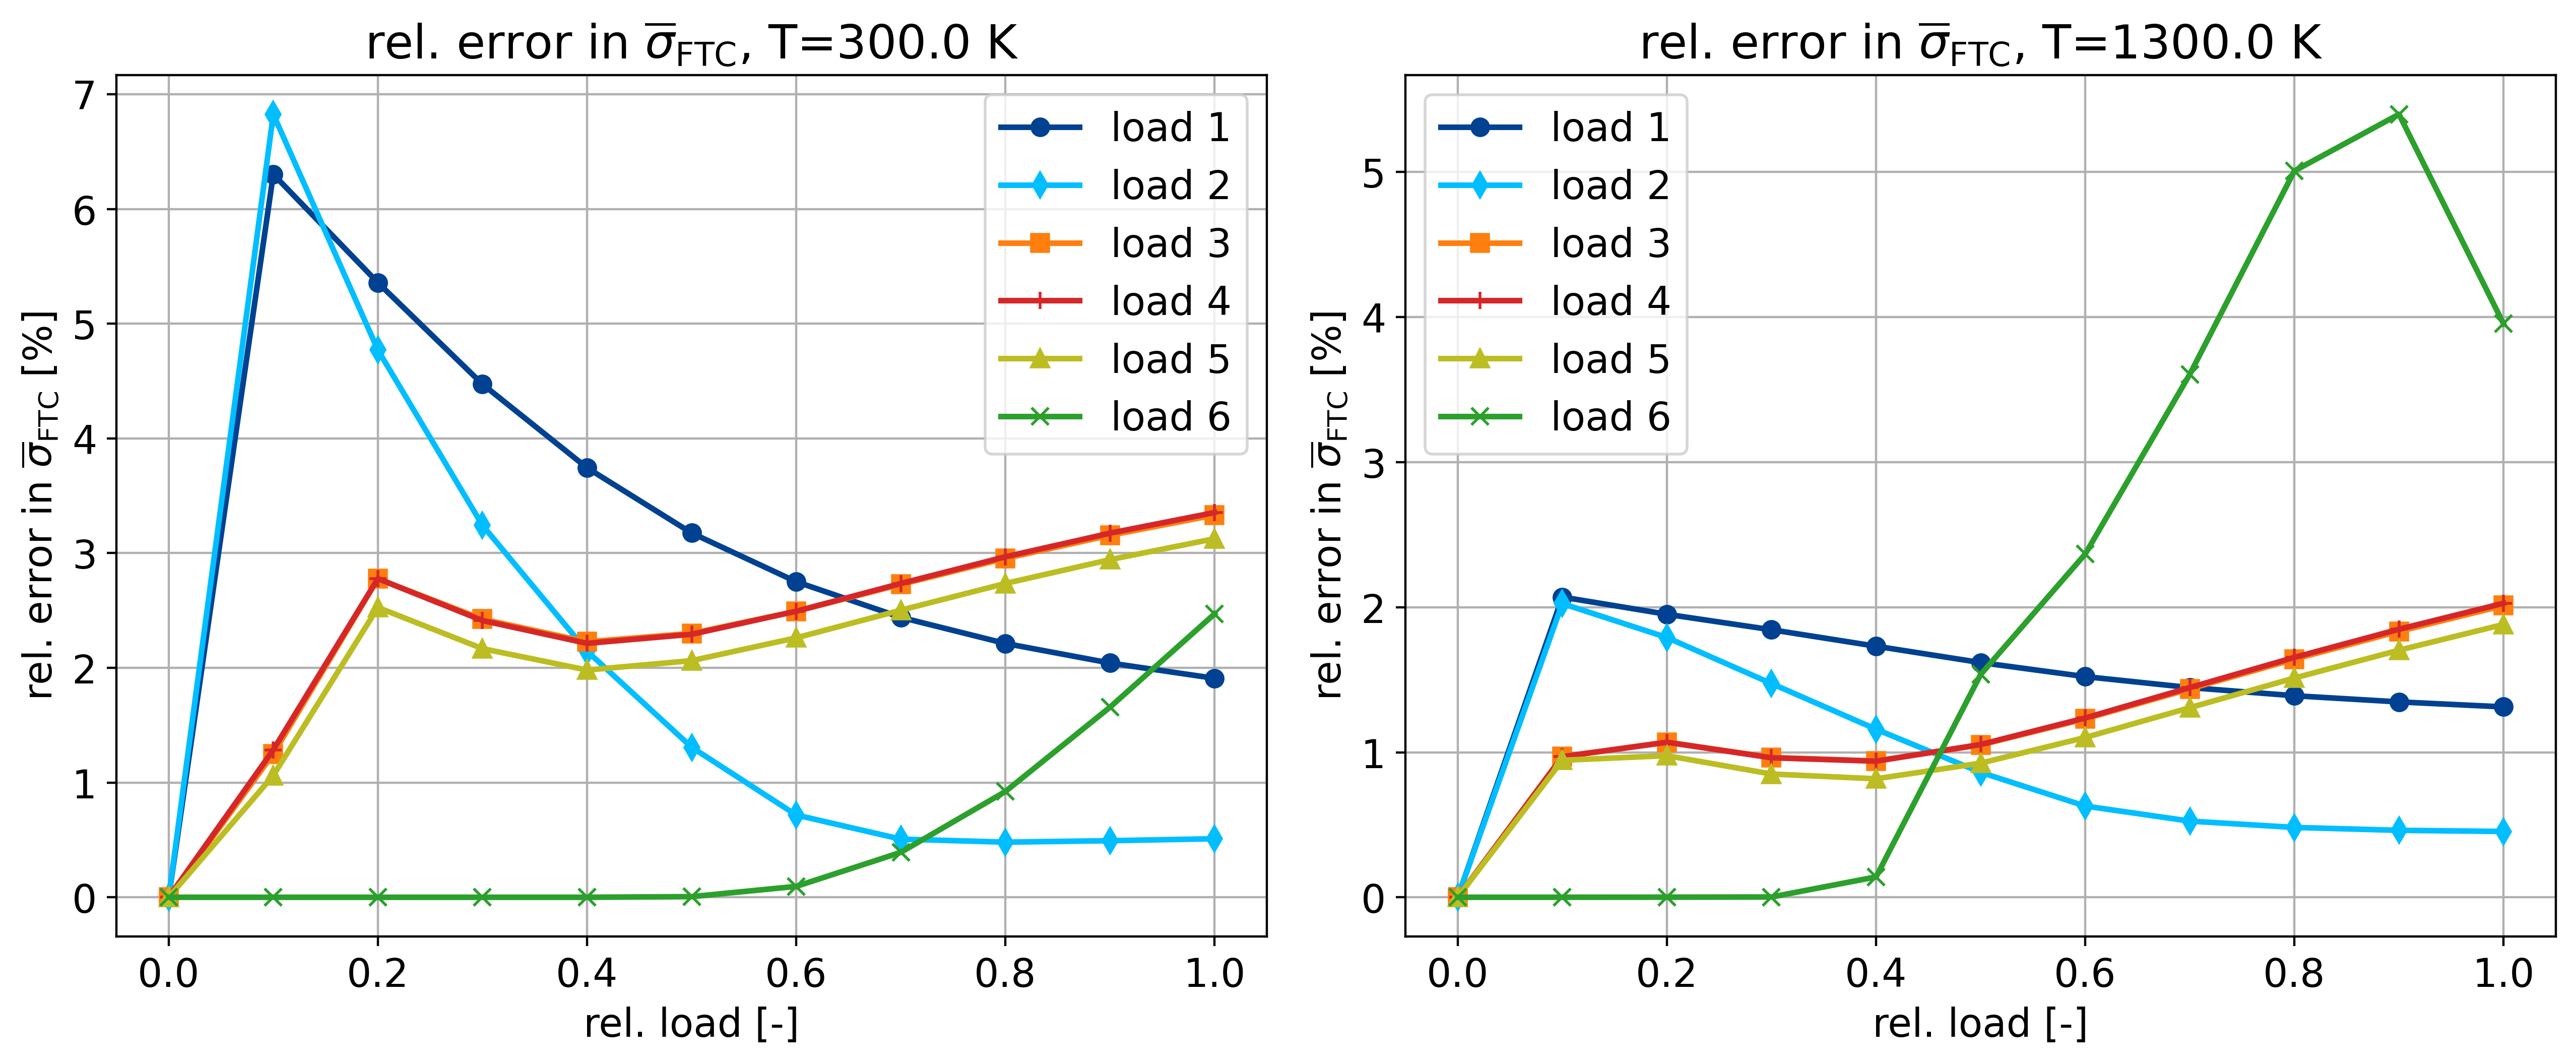 rel. error in σ̅FTC, T=300.0 K
rel. error in σ̅FTC [%]
7
6
5
4
3
2
1
0
load 1
load 2
load 3
load 4
load 5
load 6
0.0 0.2 0.4 0.6 0.8 1.0
rel. load [-]
rel. error in σ̅FTC, T=1300.0 K
rel. error in σ̅FTC [%]
5
4
3
2
1
0
load 1
load 2
load 3
load 4
load 5
load 6
0.0 0.2 0.4 0.6 0.8 1.0
rel. load [-]